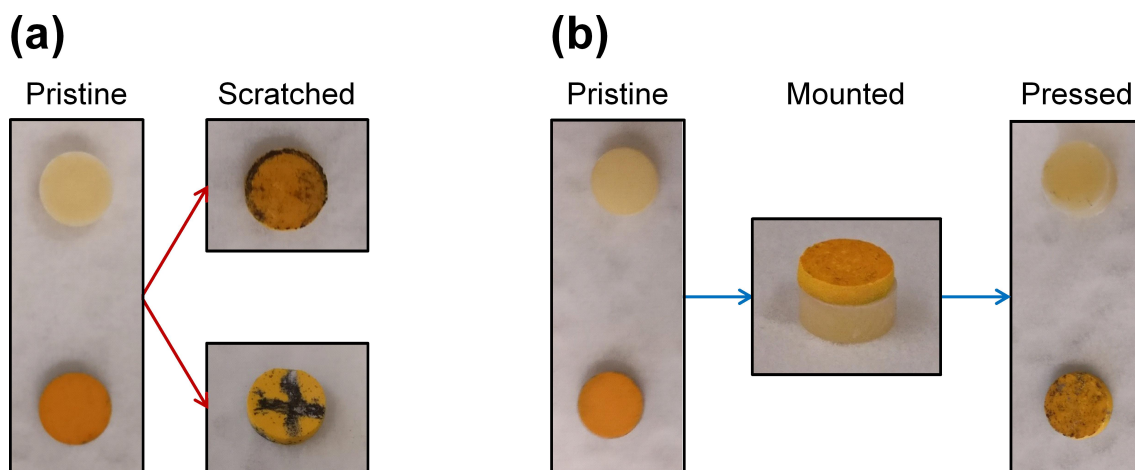 (a)
Pristine
Scratched
(b)
Pristine
Mounted
Pressed